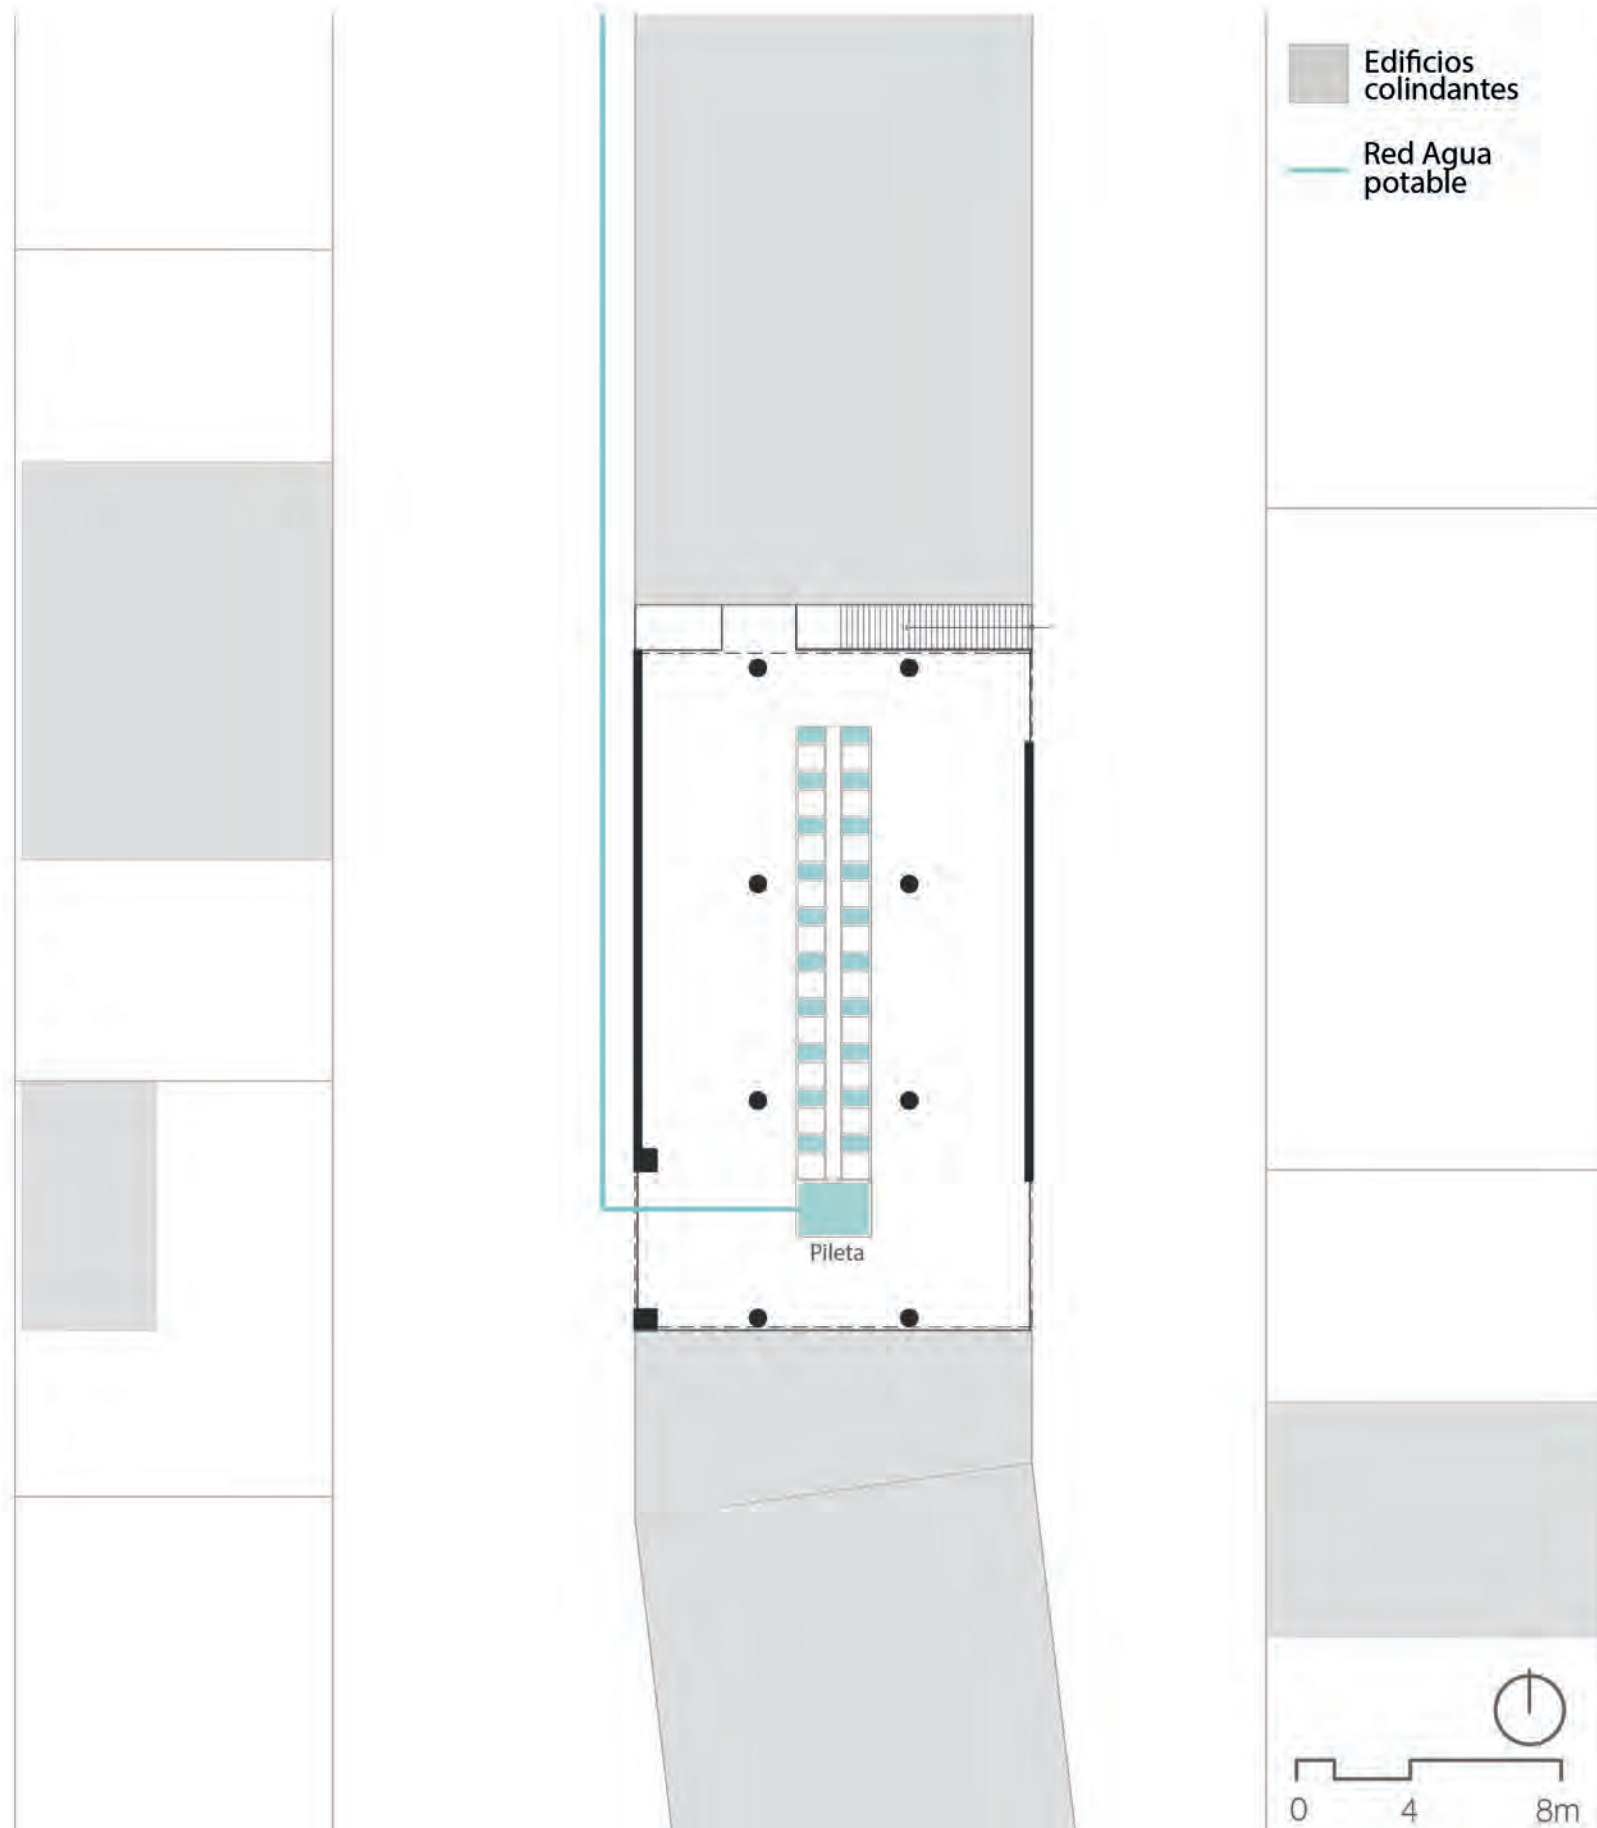 Edificios
colindantes
Red Agua
potable
Pileta
0 4 8m